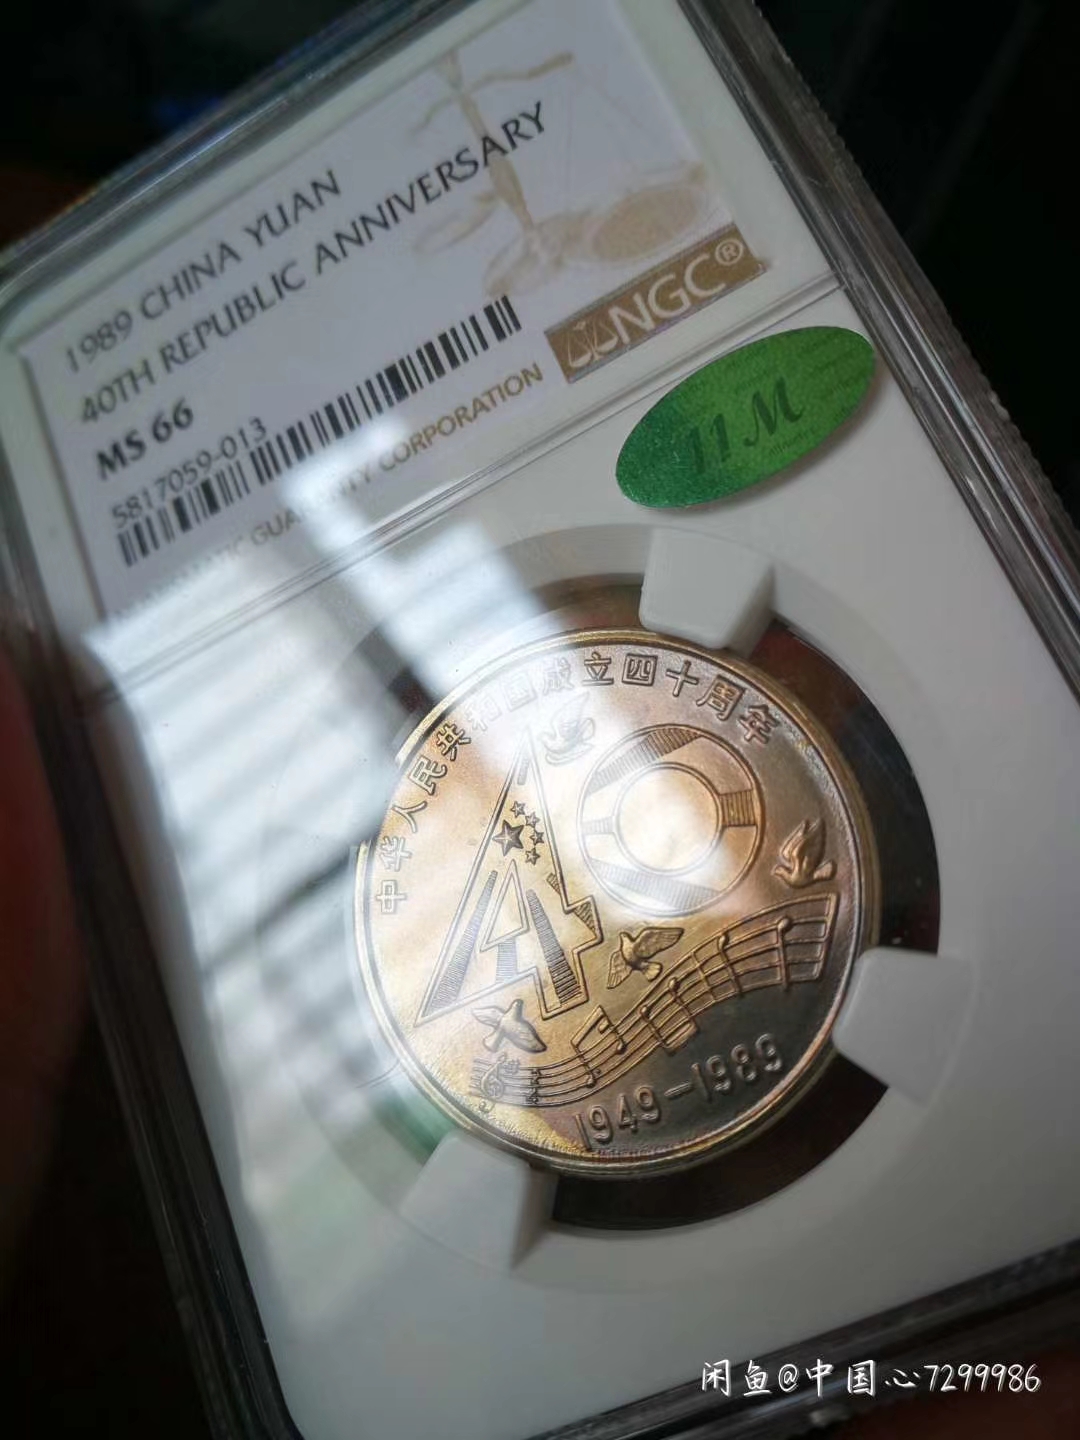 1989 CHINA YUAN
40TH REPUBLIC ANNIVERSARY
MS 66
5817059-013
NGC®
GUARANTY CORPORATION
11M
中华人民共和国成立四十周年
40
1949-1989
闲鱼@中国心7299986